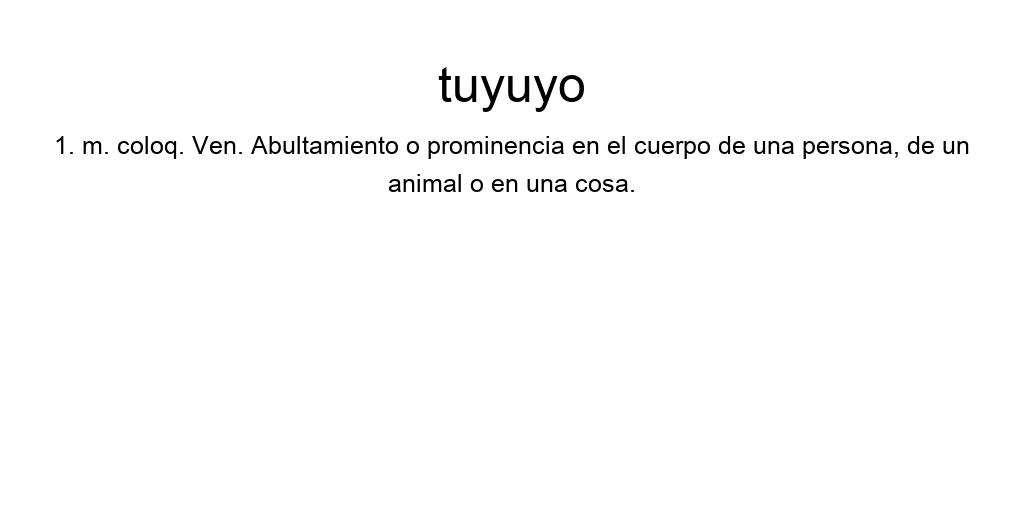 tuyuyo
1. m. coloq. Ven. Abultamiento o prominencia en el cuerpo de una persona, de un
animal o en una cosa.